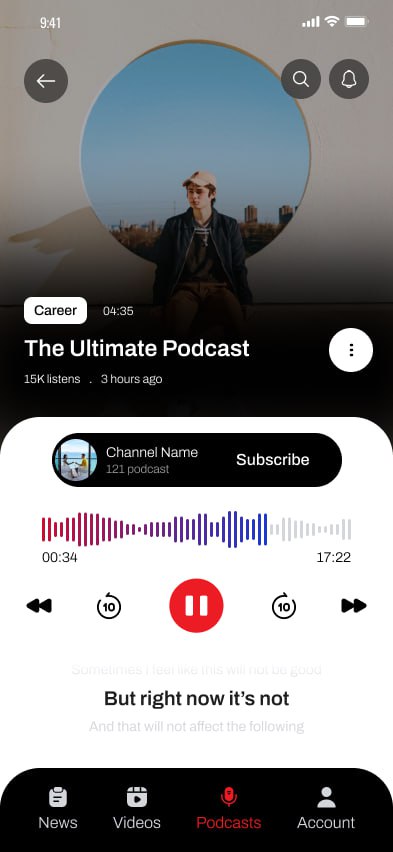 9:41
Career
04:35
The Ultimate Podcast
15K listens . 3 hours ago
Channel Name
121 podcast
Subscribe
00:34
17:22
10
10
Sometimes I feel like this will not be good
But right now it’s not
And that will not affect the following
News
Videos
Podcasts
Account